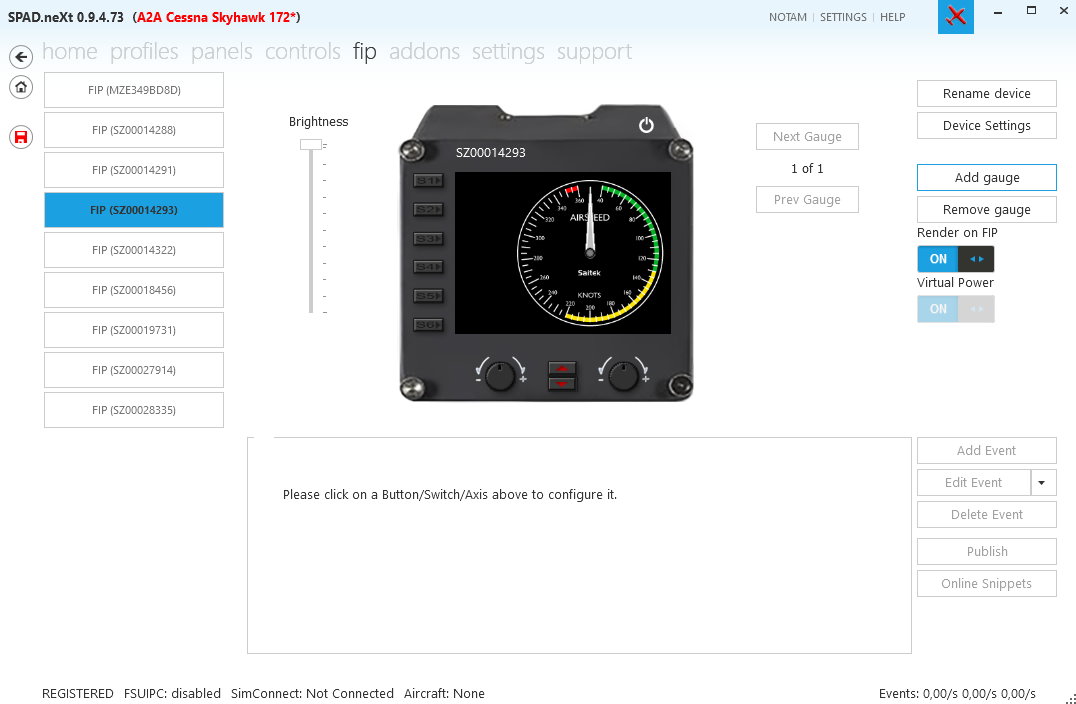 SPAD.neXt 0.9.4.73 (A2A Cessna Skyhawk 172*)
NOTAM | SETTINGS | HELP
home profiles panels controls fip addons settings support
FIP (MZE349BD8D)
FIP (SZ00014288)
FIP (SZ00014291)
FIP (SZ00014293)
FIP (SZ00014322)
FIP (SZ00018456)
FIP (SZ00019731)
FIP (SZ00027914)
FIP (SZ00028335)
Brightness
SZ00014293
S1
S2
S3
S4
S5
S6
360
40
340
60
320
80
AIRSPEED
300
100
280
120
260
140
Saitek
240
160
KNOTS
220
180
200
- +
- +
Next Gauge
1 of 1
Prev Gauge
Rename device
Device Settings
Add gauge
Remove gauge
Render on FIP
ON
Virtual Power
ON
Please click on a Button/Switch/Axis above to configure it.
Add Event
Edit Event
Delete Event
Publish
Online Snippets
REGISTERED FSUIPC: disabled SimConnect: Not Connected Aircraft: None
Events: 0,00/s 0,00/s 0,00/s